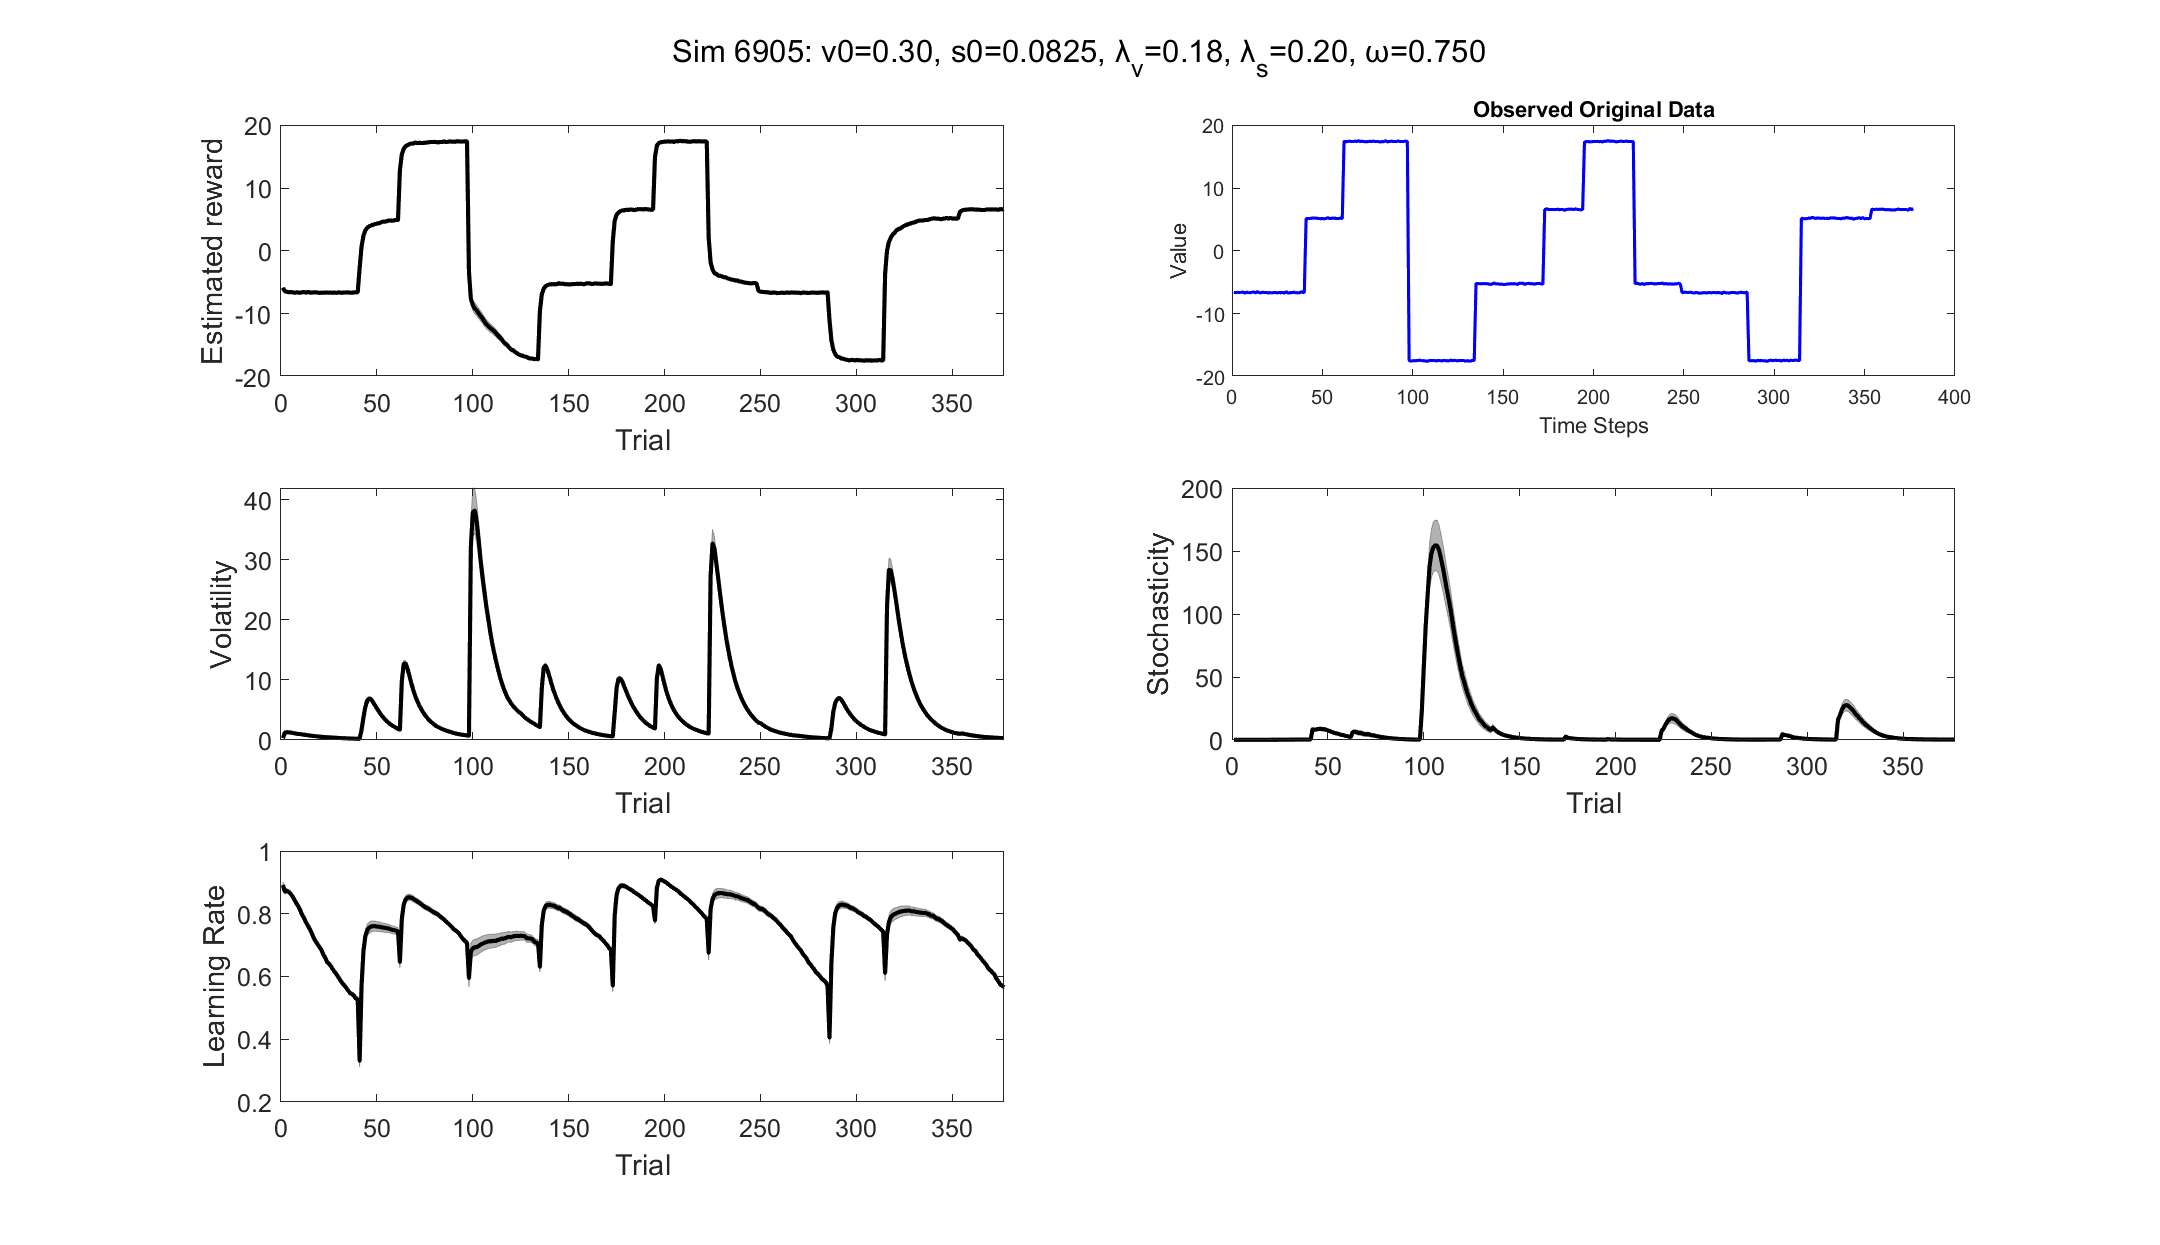 Sim 6905: v0=0.30, s0=0.0825, λ_v=0.18, λ_s=0.20, ω=0.750
Estimated reward
20
10
0
-10
-20
0 50 100 150 200 250 300 350
Trial
Observed Original Data
Value
20
10
0
-10
-20
0 50 100 150 200 250 300 350 400
Time Steps
Volatility
40
30
20
10
0
0 50 100 150 200 250 300 350
Trial
Stochasticity
200
150
100
50
0
0 50 100 150 200 250 300 350
Trial
Learning Rate
1
0.8
0.6
0.4
0.2
0 50 100 150 200 250 300 350
Trial